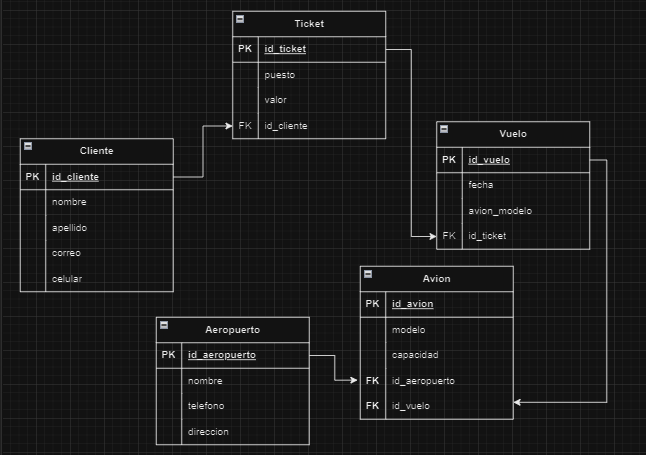 Ticket
PK id_ticket
puesto
valor
FK id_cliente
Cliente
PK id_cliente
nombre
apellido
correo
celular
Vuelo
PK id_vuelo
fecha
avion_modelo
FK id_ticket
Avion
PK id_avion
modelo
capacidad
FK id_aeropuerto
FK id_vuelo
Aeropuerto
PK id_aeropuerto
nombre
telefono
direccion